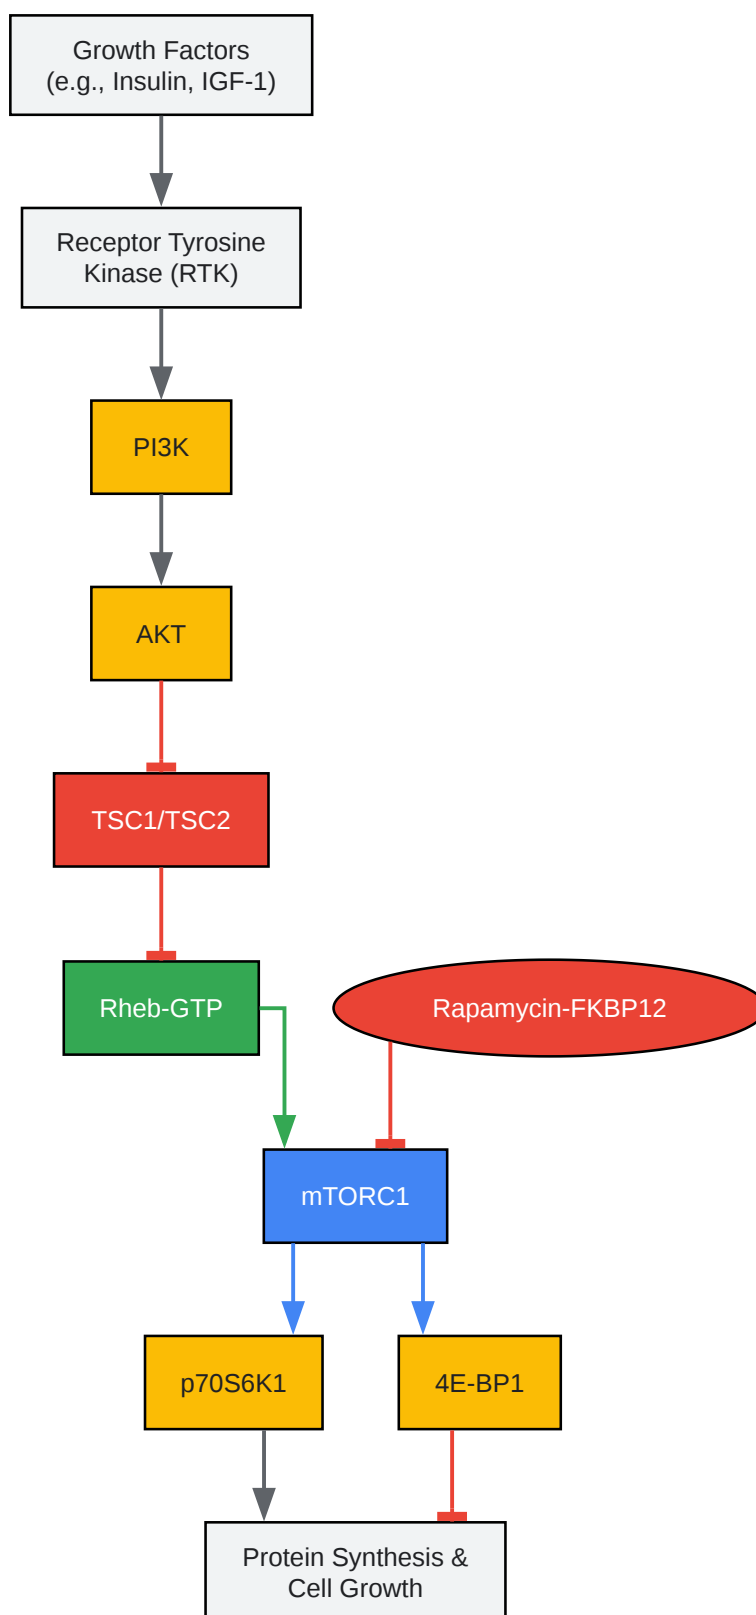 Growth Factors
(e.g., Insulin, IGF-1)
Receptor Tyrosine
Kinase (RTK)
PI3K
AKT
TSC1/TSC2
Rheb-GTP
Rapamycin-FKBP12
mTORC1
p70S6K1
4E-BP1
Protein Synthesis &
Cell Growth